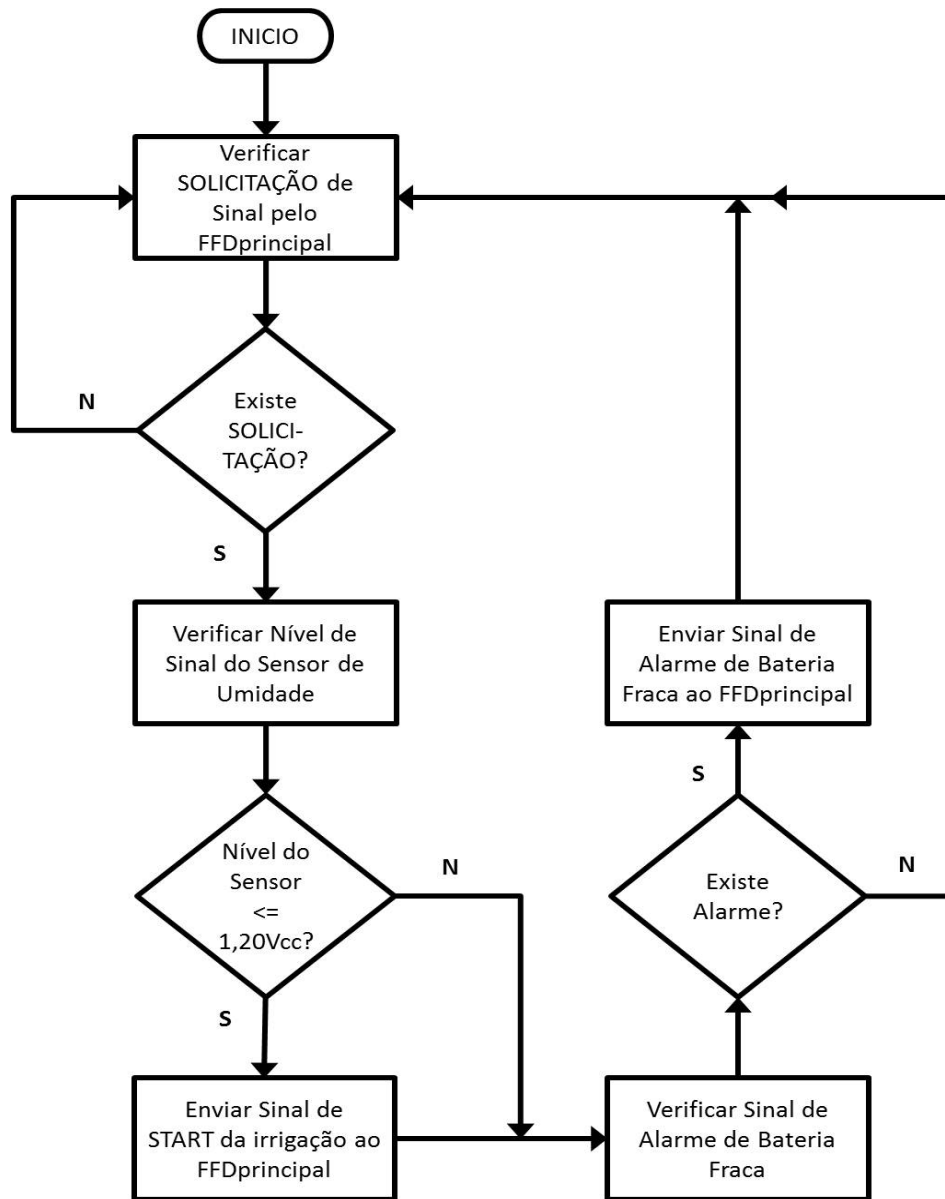 INICIO
Verificar
SOLICITAÇÃO de
Sinal pelo
FFDprincipal
N
Existe
SOLICI-
TAÇÃO?
S
Verificar Nível de
Sinal do Sensor de
Umidade
Nível do
Sensor
<=
1,20Vcc?
N
S
Enviar Sinal de
START da irrigação ao
FFDprincipal
Verificar Sinal de
Alarme de Bateria
Fraca
Existe
Alarme?
N
S
Enviar Sinal de
Alarme de Bateria
Fraca ao FFDprincipal